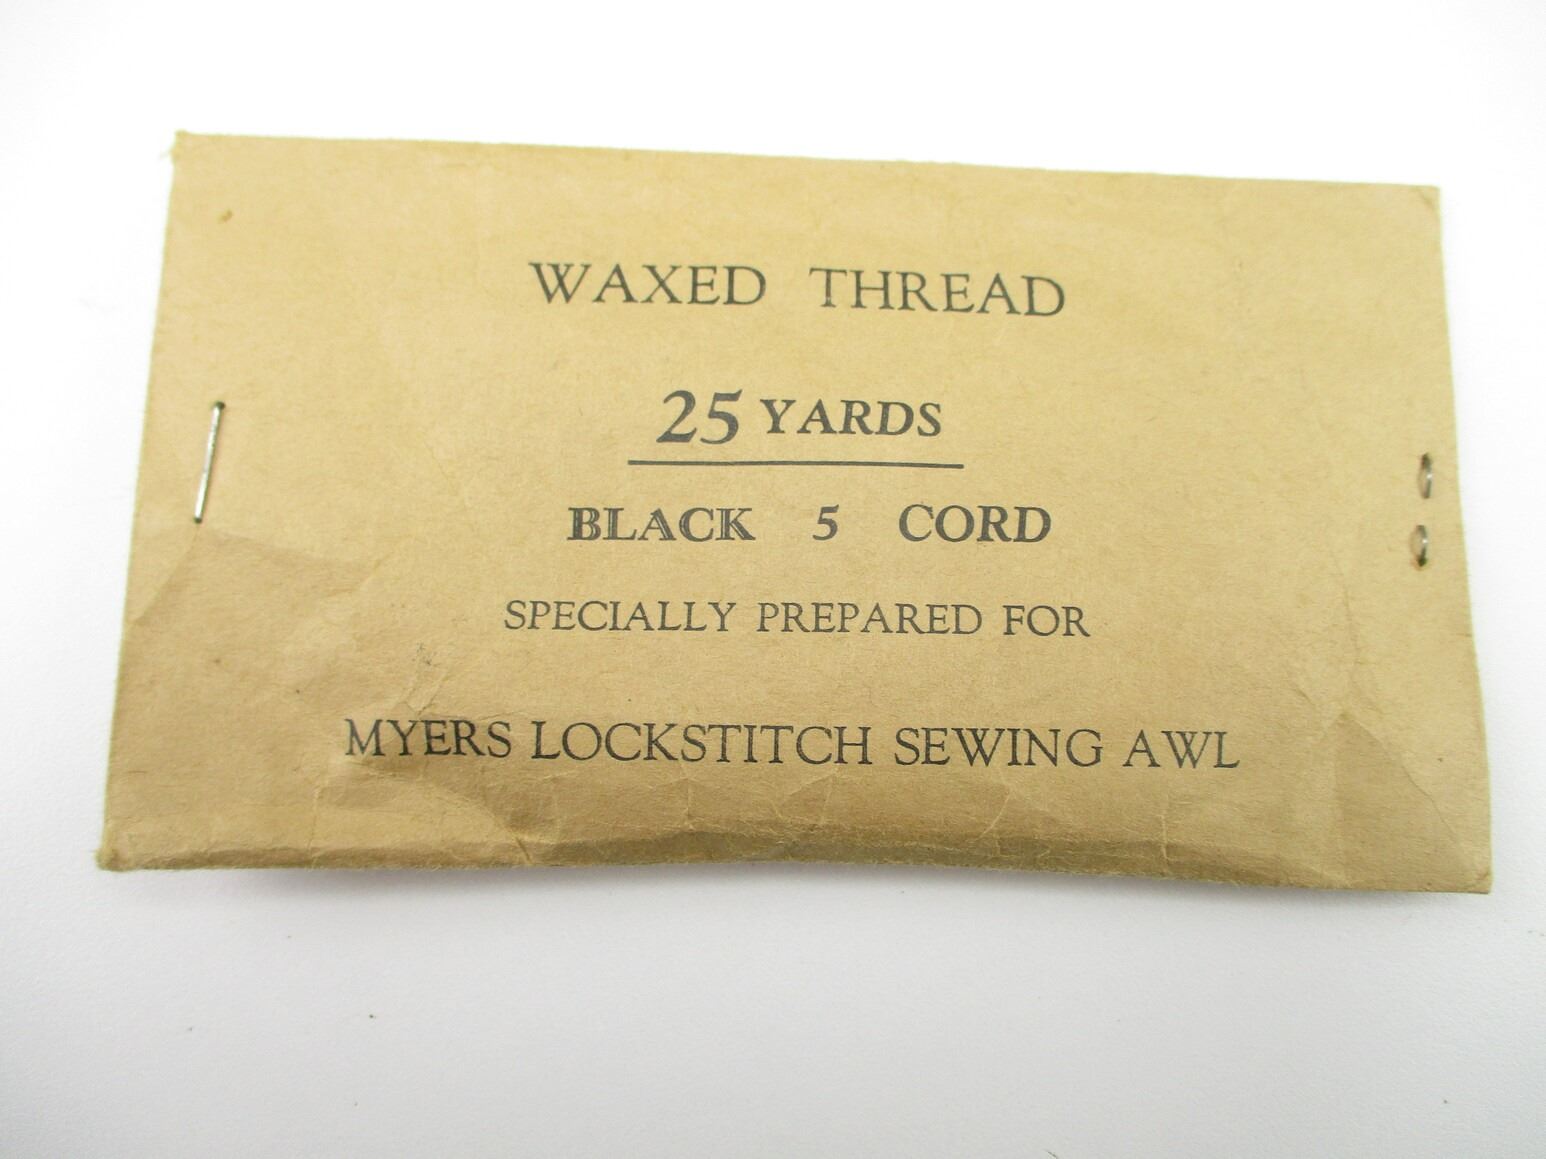 WAXED THREAD
25 YARDS
BLACK 5 CORD
SPECIALLY PREPARED FOR
MYERS LOCKSTITCH SEWING AWL